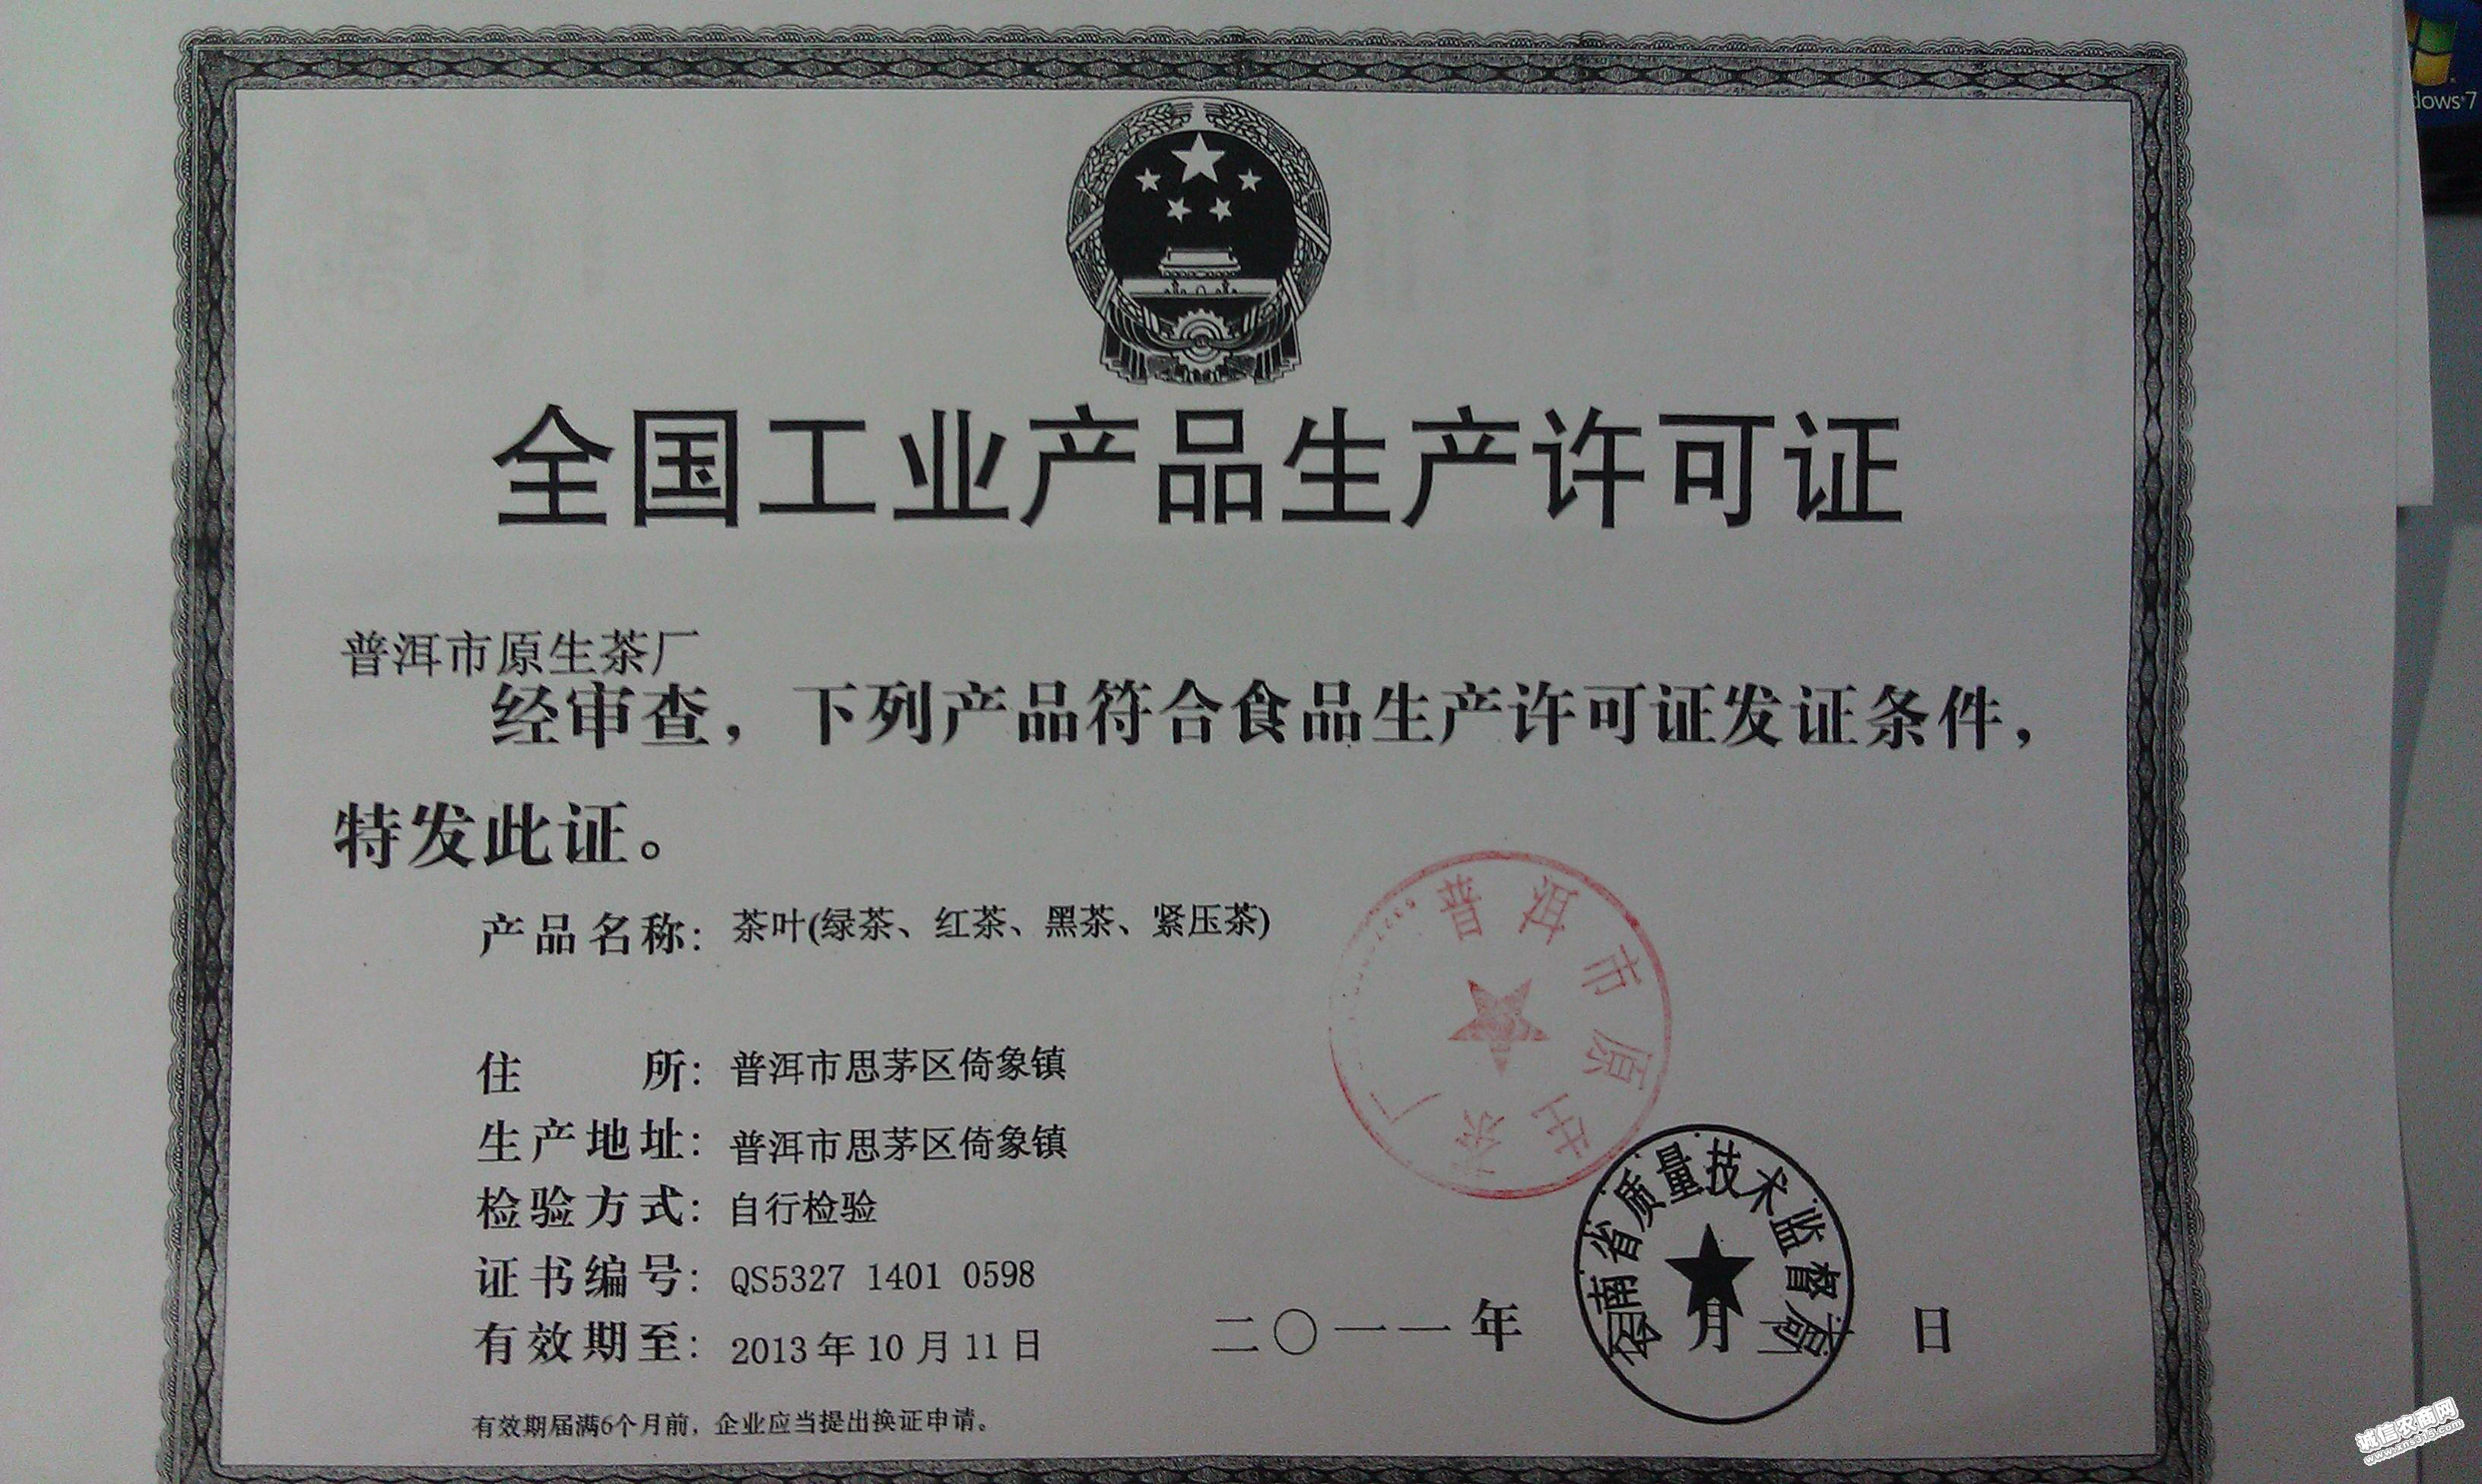 dows 7
全国工业产品生产许可证
普洱市原生茶厂
经审查，下列产品符合食品生产许可证发证条件，
特发此证。
产品名称：茶叶(绿茶、红茶、黑茶、紧压茶)
住所：普洱市思茅区倚象镇
生产地址：普洱市思茅区倚象镇
检验方式：自行检验
证书编号：QS5327 1401 0598
有效期至：2013年10月11日
普洱市原生茶厂
云南省质量技术监督局
二〇一一年 月 日
有效期届满6个月前，企业应当提出换证申请。
诚信农商网
www.xns315.com